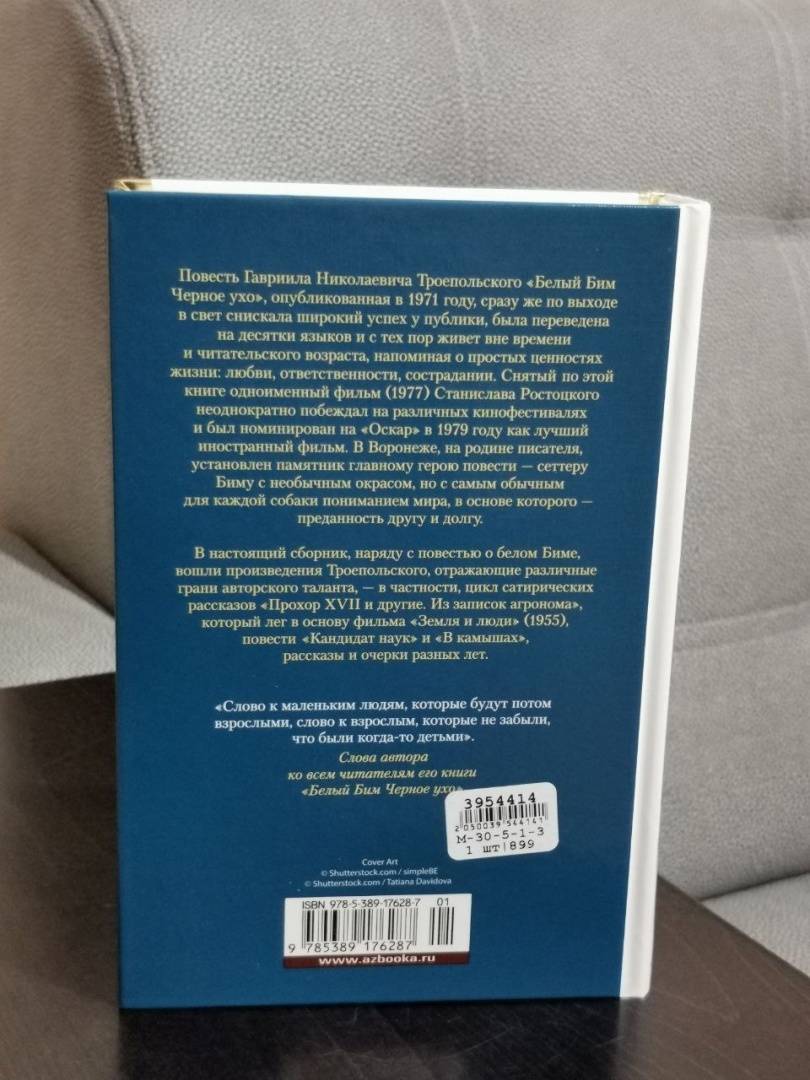 Повесть Гавриила Николаевича Троепольского «Белый Бим
Черное ухо», опубликованная в 1971 году, сразу же по выходе
в свет снискала широкий успех у публики, была переведена
на десятки языков и с тех пор живет вне времени
и читательского возраста, напоминая о простых ценностях
жизни: любви, ответственности, сострадании. Снятый по этой
книге одноименный фильм (1977) Станислава Ростоцкого
неоднократно побеждал на различных кинофестивалях
и был номинирован на «Оскар» в 1979 году как лучший
иностранный фильм. В Воронеже, на родине писателя,
установлен памятник главному герою повести — сеттеру
Биму с необычным окрасом, но с самым обычным
для каждой собаки пониманием мира, в основе которого —
преданность другу и долгу.
В настоящий сборник, наряду с повестью о белом Биме,
вошли произведения Троепольского, отражающие различные
грани авторского таланта, — в частности, цикл сатирических
рассказов «Прохор XVII и другие. Из записок агронома»,
который лег в основу фильма «Земля и люди» (1955),
повести «Кандидат наук» и «В камышах»,
рассказы и очерки разных лет.
«Слово к маленьким людям, которые будут потом
взрослыми, слово к взрослым, которые не забыли,
что были когда-то детьми».
Слова автора
ко всем читателям его книги
«Белый Бим Черное ухо»
3954414
2050039544141
М-30-5-1-3
1 шт|899
Cover Art
© Shutterstock.com / simpleBE
© Shutterstock.com / Tatiana Davidova
ISBN 978-5-389-17628-7
01
9 785389 176287
www.azbooka.ru